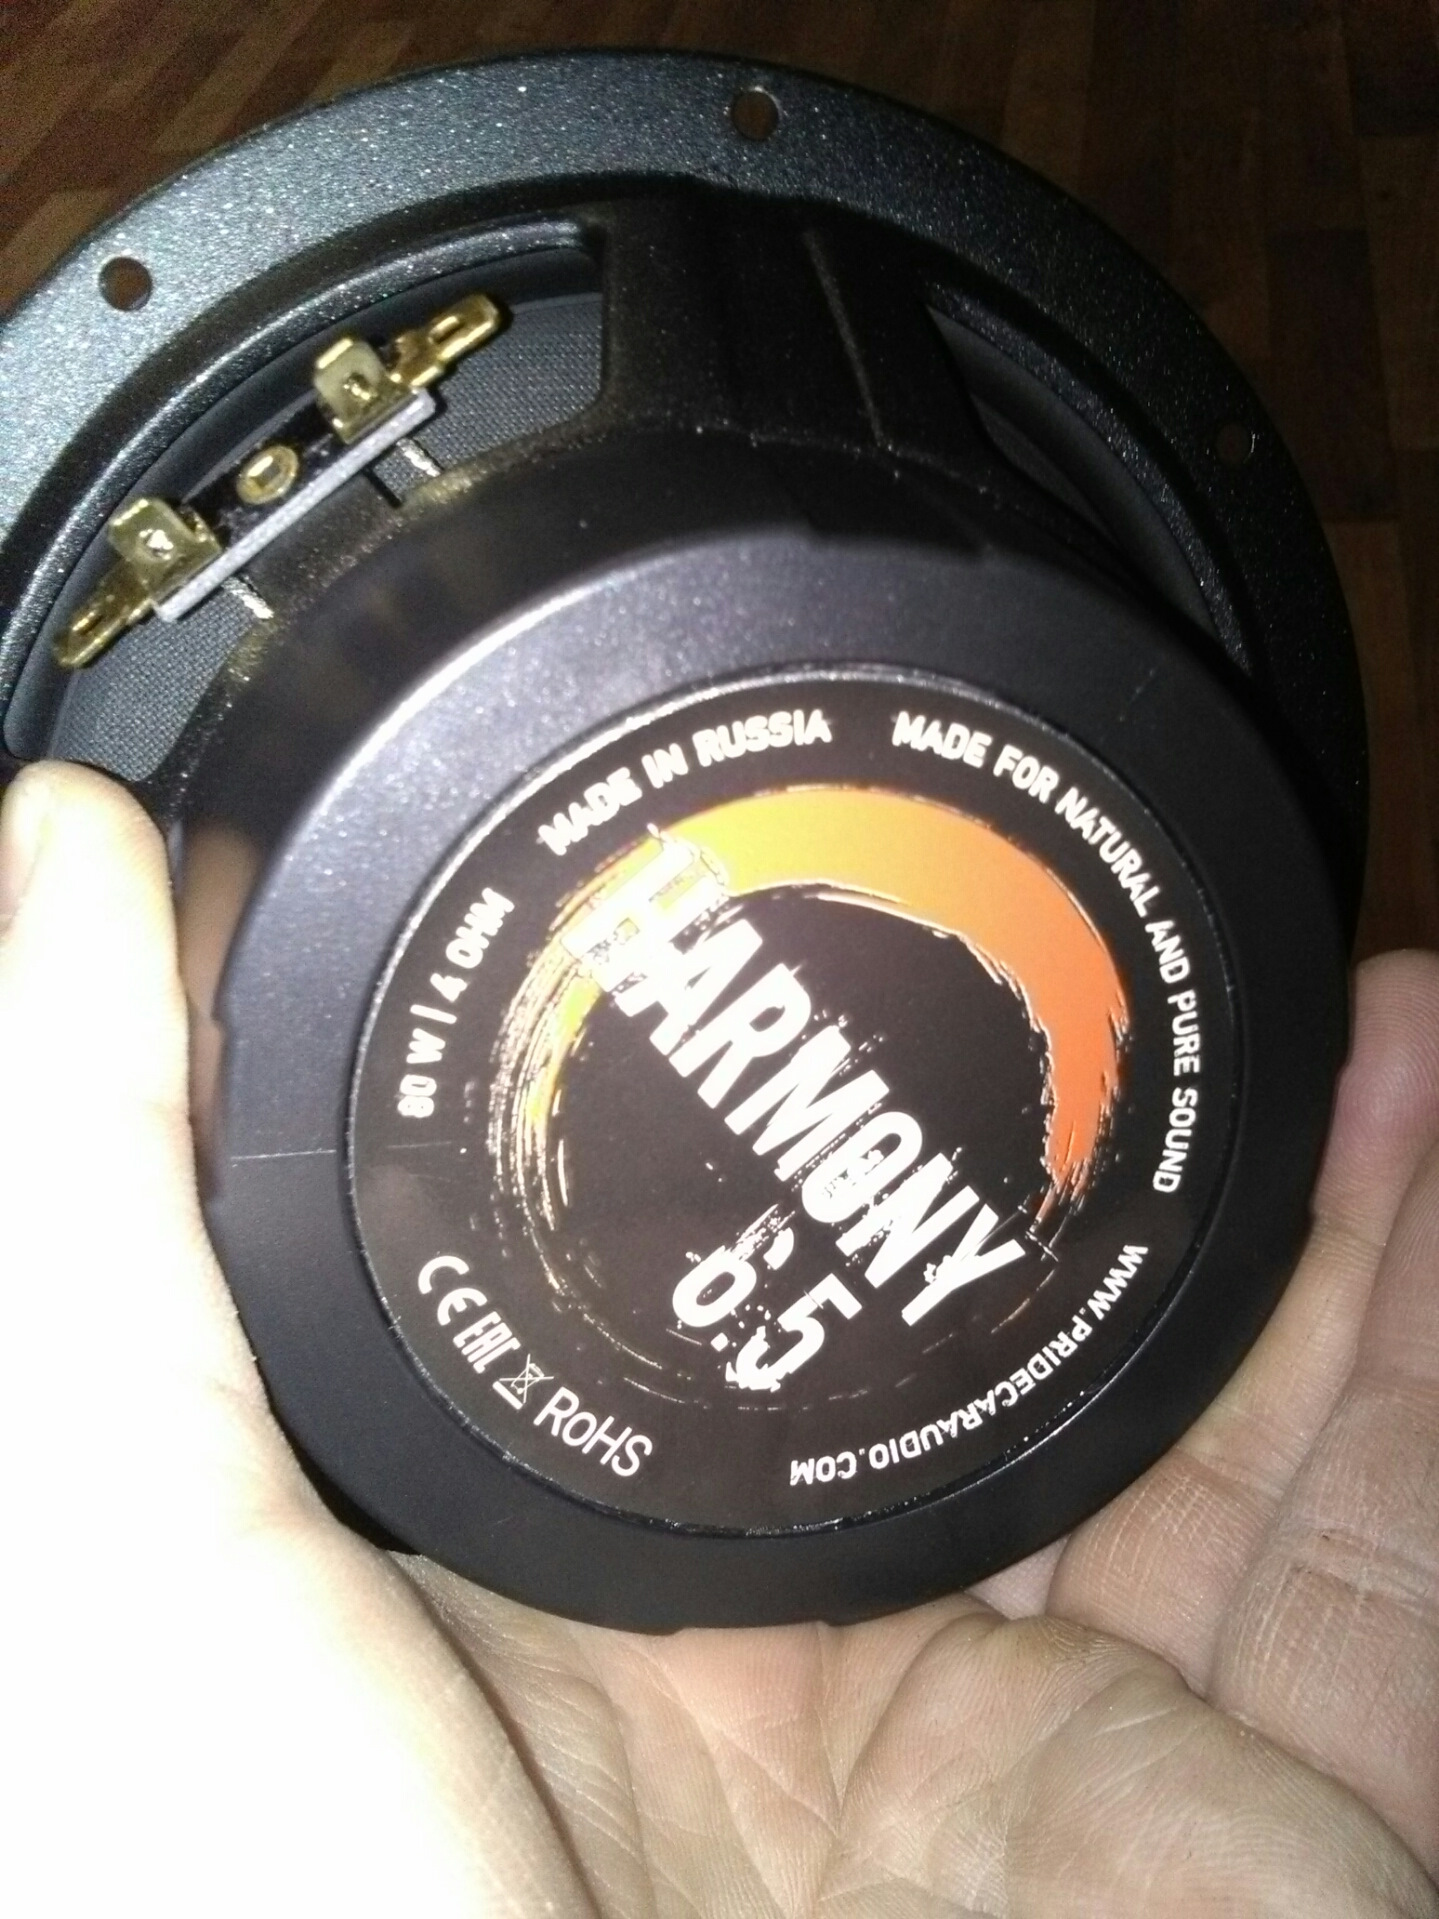 MADE IN RUSSIA
MADE FOR NATURAL AND PURE SOUND
80 W | 4 OHM
HARMONY
6.5
CE EAC RoHS
WWW.PRIDECARAUDIO.COM